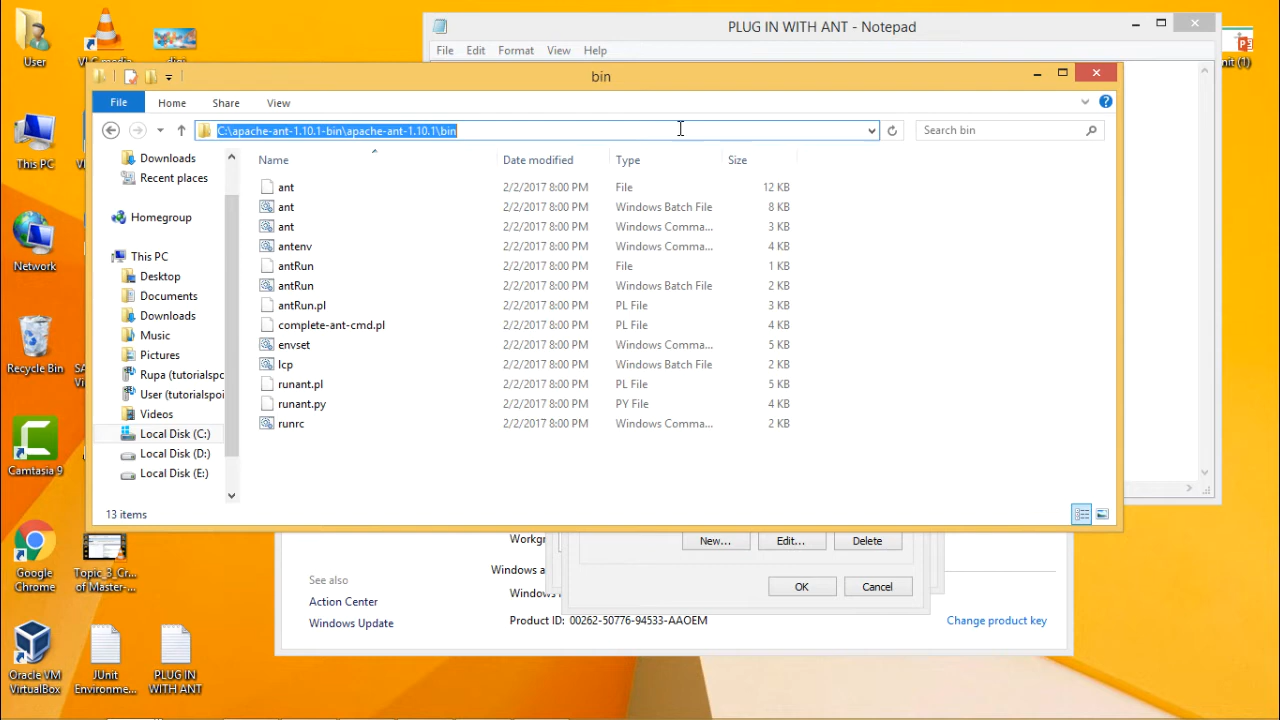 User
VLC media
digi
nit (1)
PLUG IN WITH ANT - Notepad
File Edit Format View Help
bin
File Home Share View
C:\apache-ant-1.10.1-bin\apache-ant-1.10.1\bin
Search bin
Name Date modified Type Size
ant 2/2/2017 8:00 PM File 12 KB
ant 2/2/2017 8:00 PM Windows Batch File 8 KB
ant 2/2/2017 8:00 PM Windows Comma... 3 KB
antenv 2/2/2017 8:00 PM Windows Comma... 4 KB
antRun 2/2/2017 8:00 PM File 1 KB
antRun 2/2/2017 8:00 PM Windows Batch File 2 KB
antRun.pl 2/2/2017 8:00 PM PL File 3 KB
complete-ant-cmd.pl 2/2/2017 8:00 PM PL File 4 KB
envset 2/2/2017 8:00 PM Windows Comma... 5 KB
lcp 2/2/2017 8:00 PM Windows Batch File 2 KB
runant.pl 2/2/2017 8:00 PM PL File 5 KB
runant.py 2/2/2017 8:00 PM PY File 4 KB
runrc 2/2/2017 8:00 PM Windows Comma... 2 KB
Downloads
Recent places
Homegroup
This PC
Desktop
Documents
Downloads
Music
Pictures
Rupa (tutorialspc
User (tutorialspoi
Videos
Local Disk (C:)
Local Disk (D:)
Local Disk (E:)
13 items
This PC
Network
Recycle Bin
Camtasia 9
Google
Chrome
Topic_3_Cr...
of Master-...
Oracle VM
VirtualBox
JUnit
Environme...
PLUG IN
WITH ANT
See also
Action Center
Windows Update
Workgr
Windows a
Windows
Product ID: 00262-50776-94533-AAOEM
New... Edit... Delete
OK Cancel
Change product key